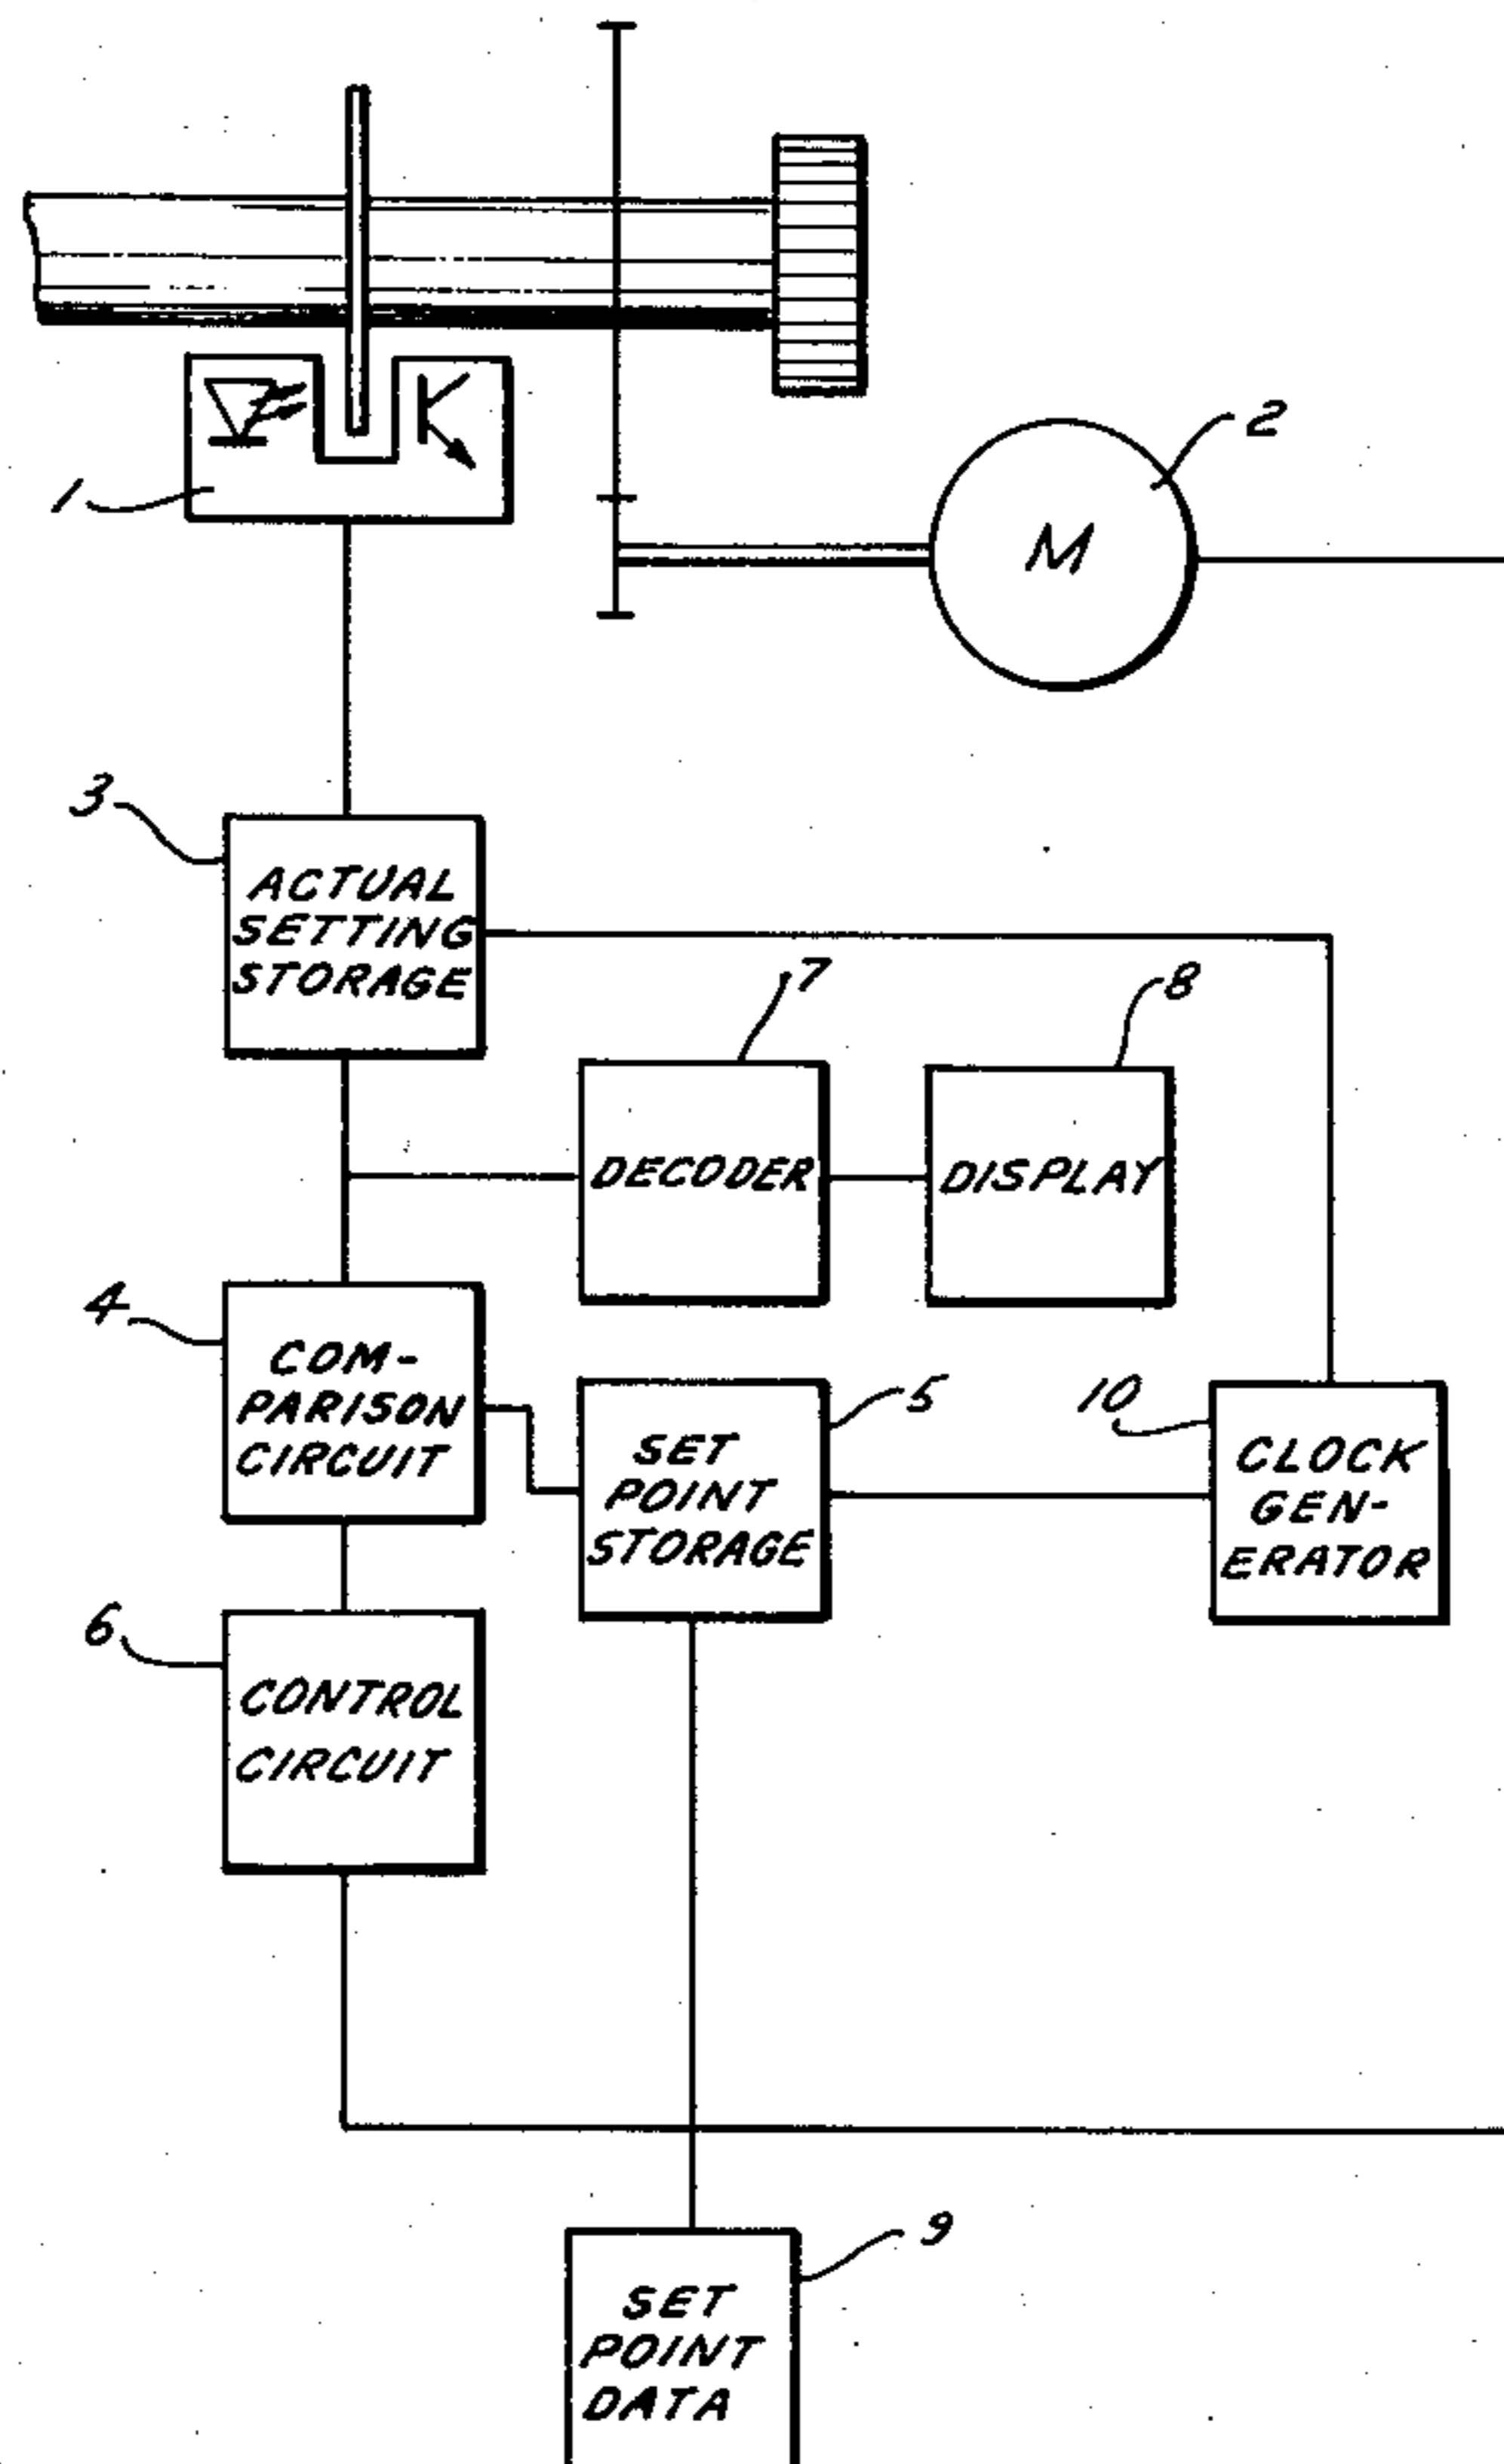 2
M
1
3
ACTUAL
SETTING
STORAGE
7
8
DECODER
DISPLAY
4
COM-
PARISON
CIRCUIT
5
SET
POINT
STORAGE
10
CLOCK
GEN-
ERATOR
6
CONTROL
CIRCUIT
9
SET
POINT
DATA